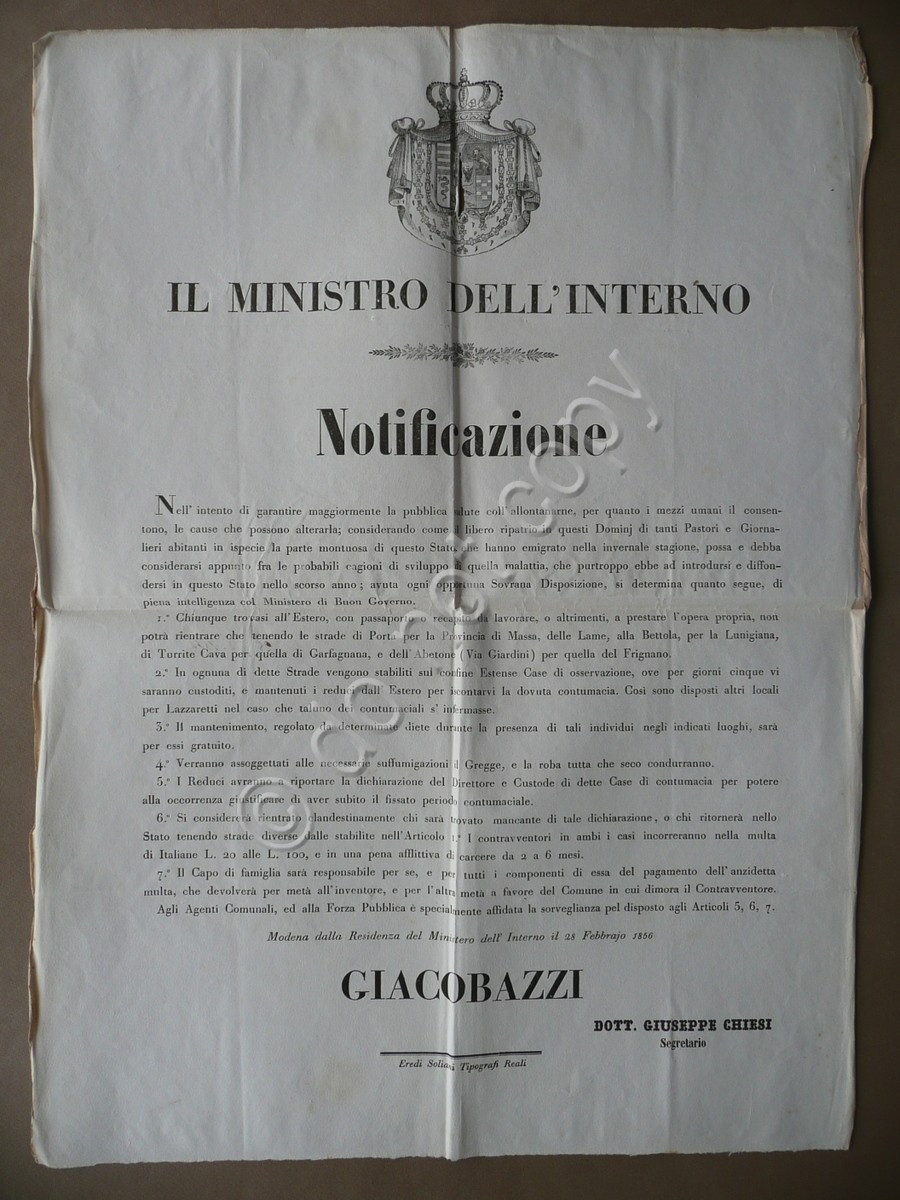 IL MINISTRO DELL'INTERNO
Notificazione
Nell' intento di garantire maggiormente la pubblica salute coll'allontanarne, per quanto i mezzi umani il consen-
tono, le cause che possono alterarla; considerando come il libero ripatrio in questi Dominj di tanti Pastori e Giorna-
lieri abitanti in ispecie la parte montuosa di questo Stato, che hanno emigrato nella invernale stagione, possa e debba
considerarsi appunto fra le probabili cagioni di sviluppo di quella malattia, che purtroppo ebbe ad introdursi e diffon-
dersi in questo Stato nello scorso anno; avuta ogni opportuna Sovrana Disposizione, si determina quanto segue, di
piena intelligenza col Ministero di Buon Governo.
1.° Chiunque trovasi all'Estero, con passaporto o recapito da lavorare, o altrimenti, a prestare l'opera propria, non
potrà rientrare che tenendo le strade di Porta per la Provincia di Massa, delle Lame, alla Bettola, per la Lunigiana,
di Turrite Cava per quella di Garfagnana, e dell'Abetone (Via Giardini) per quella del Frignano.
2.° In ognuna di dette Strade vengono stabiliti sul confine Estense Case di osservazione, ove per giorni cinque vi
saranno custoditi, e mantenuti i reduci dall'Estero per iscontarvi la dovuta contumacia. Così sono disposti altri locali
per Lazzaretti nel caso che taluno dei contumaciali s' infermasse.
3.° Il mantenimento, regolato da determinate diete durante la presenza di tali individui negli indicati luoghi, sarà
per essi gratuito.
4.° Verranno assoggettati alle necessarie suffumigazioni il Gregge, e la roba tutta che seco condurranno.
5.° I Reduci avranno a riportare la dichiarazione del Direttore e Custode di dette Case di contumacia per potere
alla occorrenza giustificare di aver subito il fissato periodo contumaciale.
6.° Si considererà rientrato clandestinamente chi sarà trovato mancante di tale dichiarazione, o chi ritornerà nello
Stato tenendo strade diverse dalle stabilite nell'Articolo 1.° I contravventori in ambi i casi incorreranno nella multa
di Italiane L. 20 alle L. 100, e in una pena afflittiva di carcere da 2 a 6 mesi.
7.° Il Capo di famiglia sarà responsabile per se, e per tutti i componenti di essa del pagamento dell'anzidetta
multa, che devolverà per metà all'inventore, e per l'altra metà a favore del Comune in cui dimora il Contravventore.
Agli Agenti Comunali, ed alla Forza Pubblica è specialmente affidata la sorveglianza pel disposto agli Articoli 5, 6, 7.
Modena dalla Residenza del Ministero dell' Interno il 28 Febbrajo 1856
GIACOBAZZI
DOTT. GIUSEPPE CHIESI
Segretario
Eredi Soliani Tipografi Reali